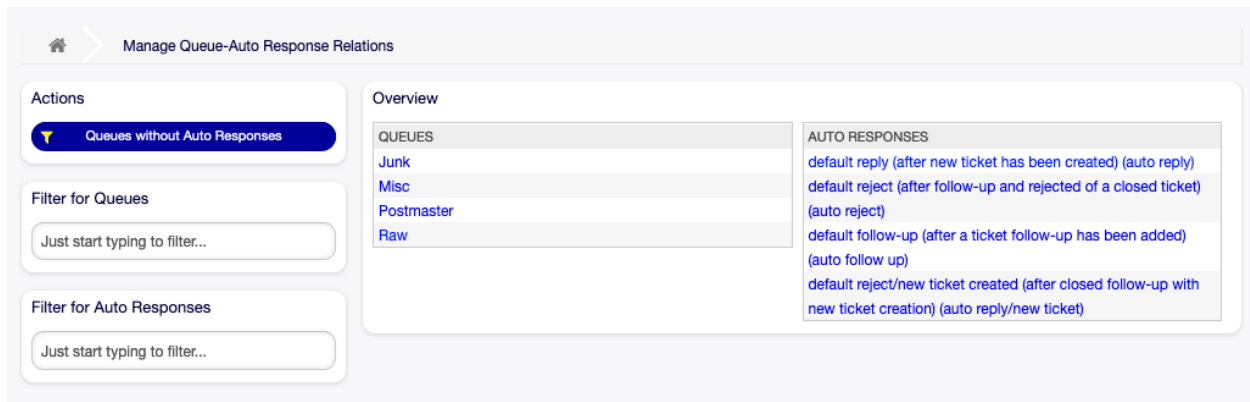 Manage Queue-Auto Response Relations
Actions
Queues without Auto Responses
Filter for Queues
Just start typing to filter...
Filter for Auto Responses
Just start typing to filter...
Overview
QUEUES
Junk
Misc
Postmaster
Raw
AUTO RESPONSES
default reply (after new ticket has been created) (auto reply)
default reject (after follow-up and rejected of a closed ticket)
(auto reject)
default follow-up (after a ticket follow-up has been added)
(auto follow up)
default reject/new ticket created (after closed follow-up with
new ticket creation) (auto reply/new ticket)